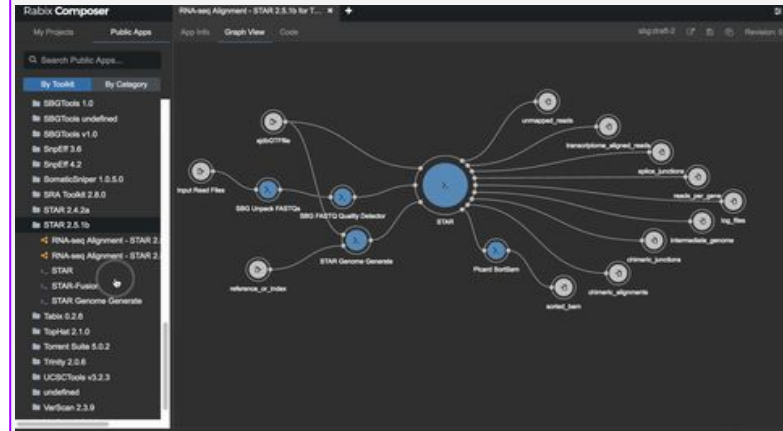 Rabix Composer
RNA-seq Alignment - STAR 2.5.1b for T...
My Projects
Public Apps
App Info
Graph View
Code
sbg:draft-2
Revision: 0
Search Public Apps...
By Toolkit
By Category
SBGTools 1.0
SBGTools undefined
SBGTools v1.0
SnpEff 3.6
SnpEff 4.2
SomaticSniper 1.0.5.0
SRA Toolkit 2.8.0
STAR 2.4.2a
STAR 2.5.1b
RNA-seq Alignment - STAR 2.
RNA-seq Alignment - STAR 2.
STAR
STAR-Fusion
STAR Genome Generate
Tabix 0.2.6
TopHat 2.1.0
Torrent Suite 5.0.2
Trinity 2.0.6
UCSCTools v3.2.3
undefined
VarScan 2.3.9
unmapped_reads
sjdbGTFfile
transcriptome_aligned_reads
splice_junctions
Input Read Files
reads_per_gene
SBG Unpack FASTQs
SBG FASTQ Quality Detector
STAR
log_files
intermediate_genome
STAR Genome Generate
chimeric_junctions
Picard SortSam
reference_or_index
chimeric_alignments
sorted_bam